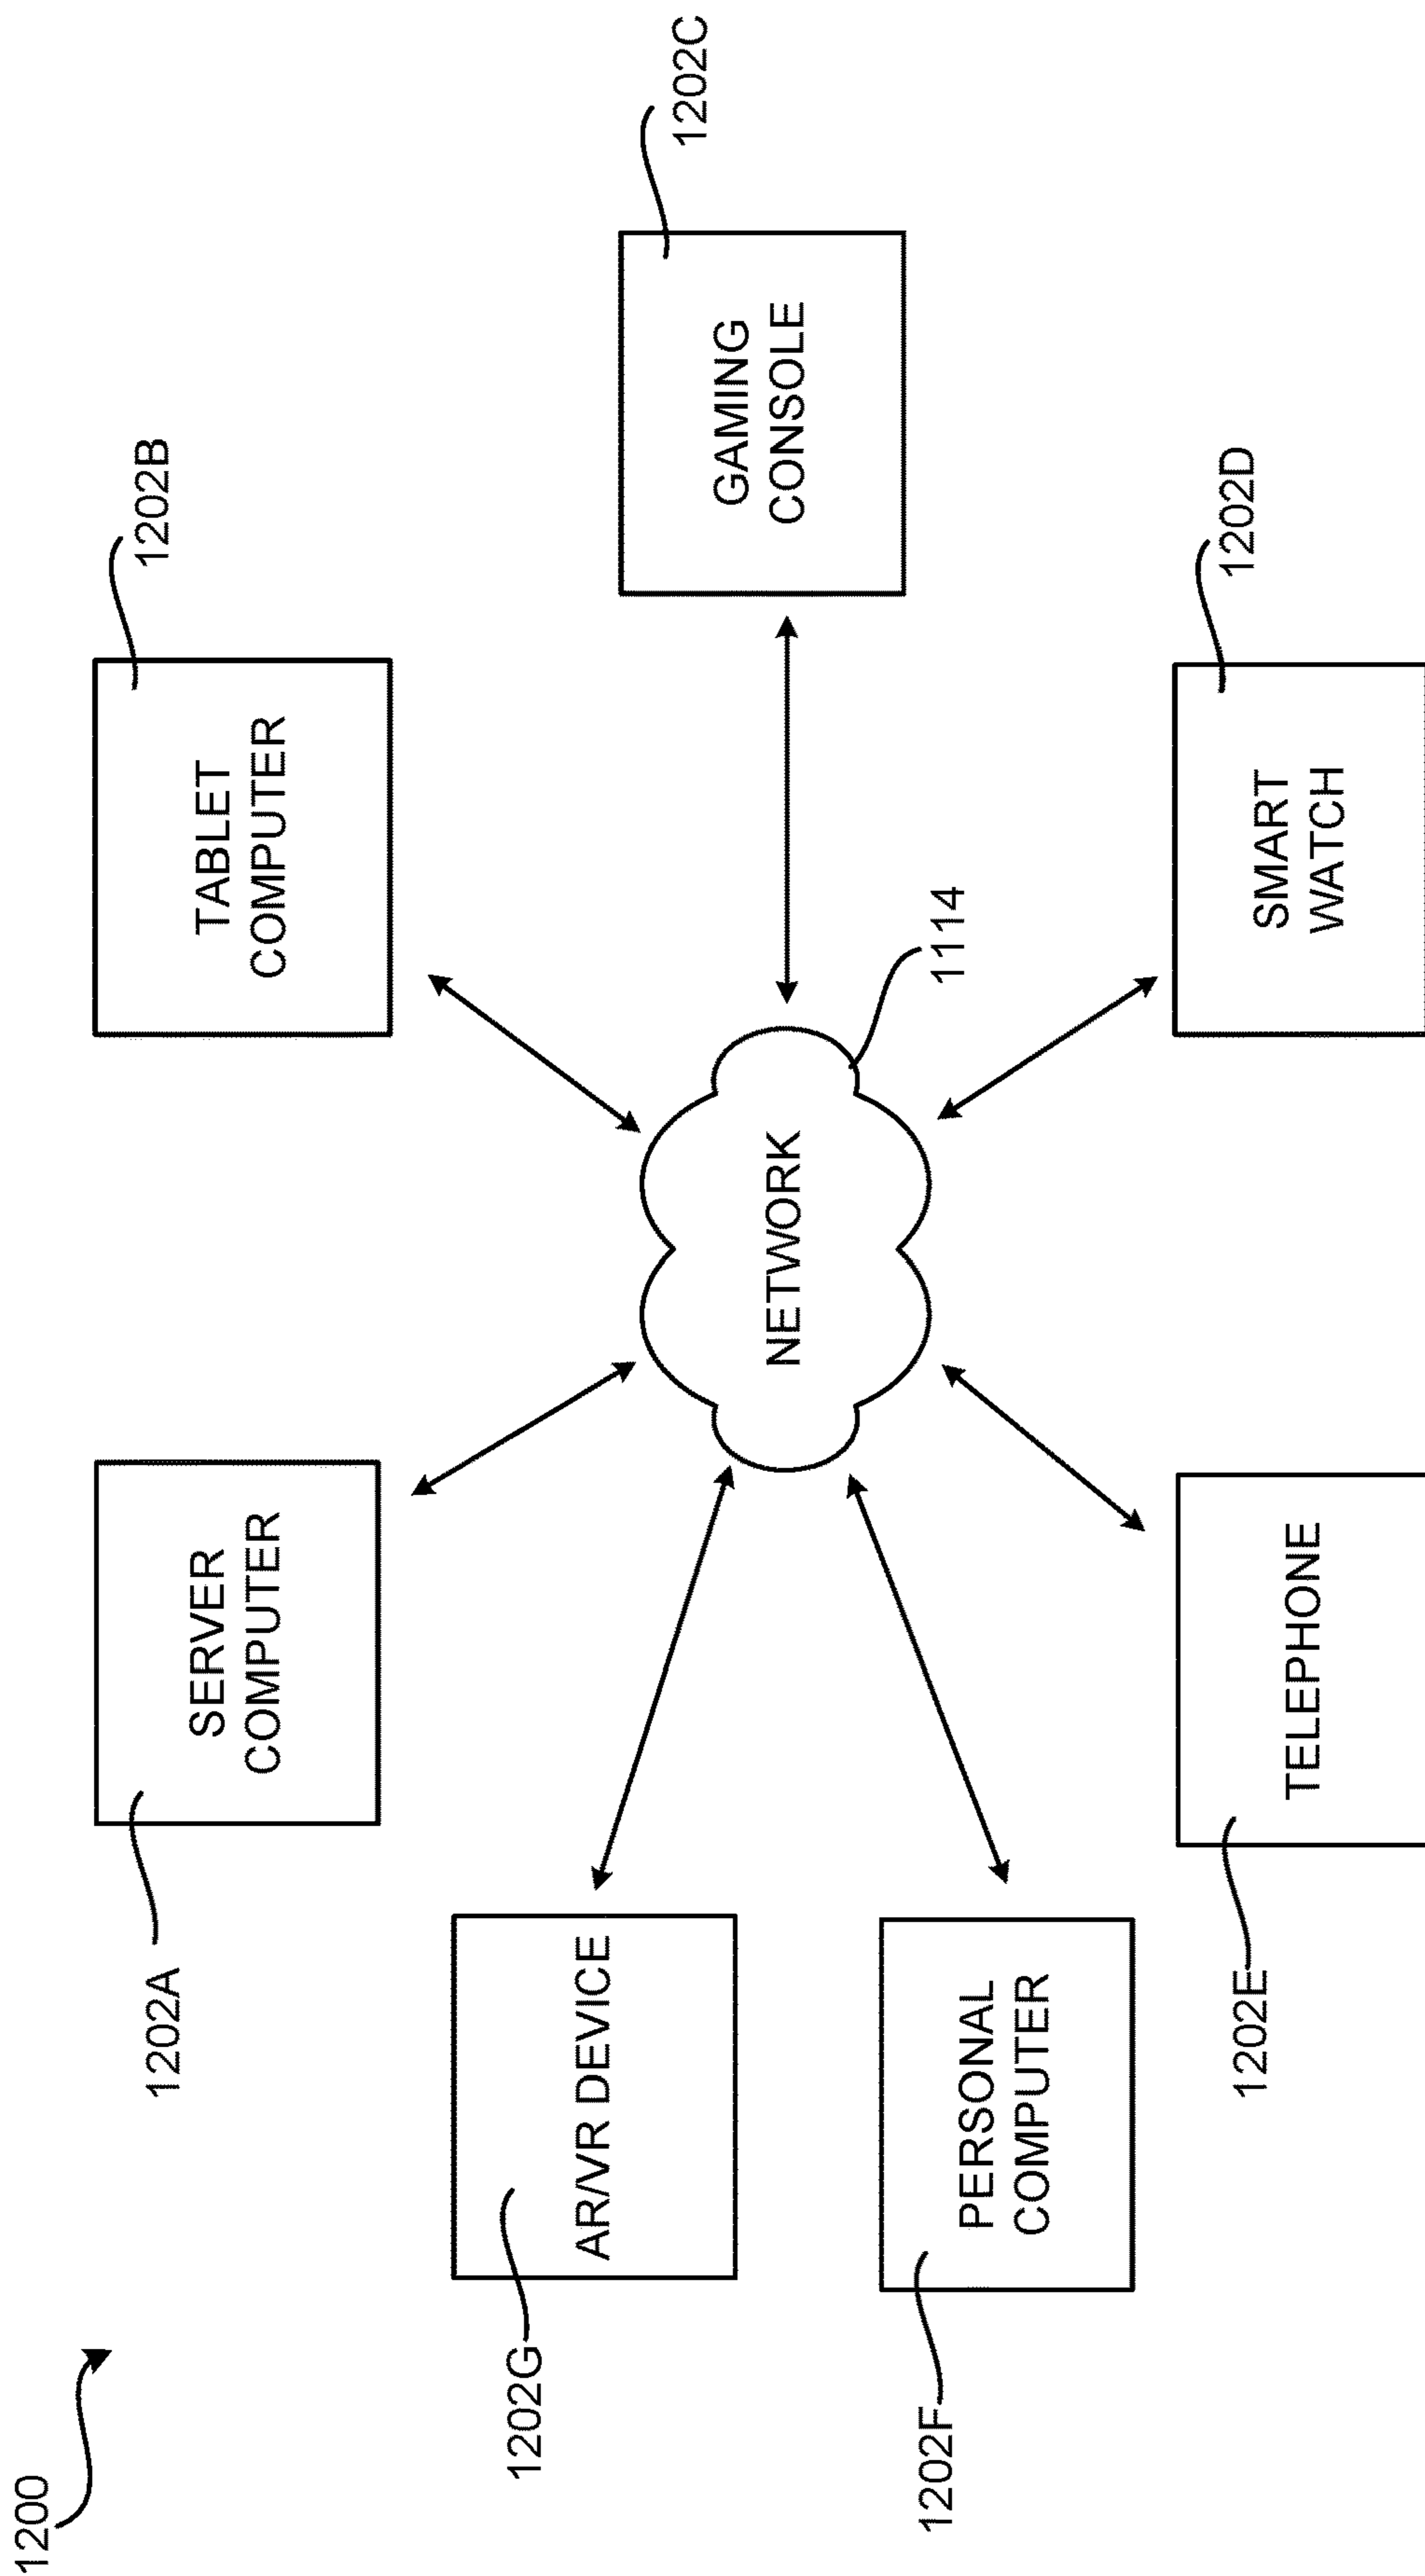 1200
1202A
SERVER
COMPUTER
TABLET
COMPUTER
1202B
1202G
AR/VR DEVICE
NETWORK
1114
GAMING
CONSOLE
1202C
1202F
PERSONAL
COMPUTER
1202E
TELEPHONE
SMART
WATCH
1202D